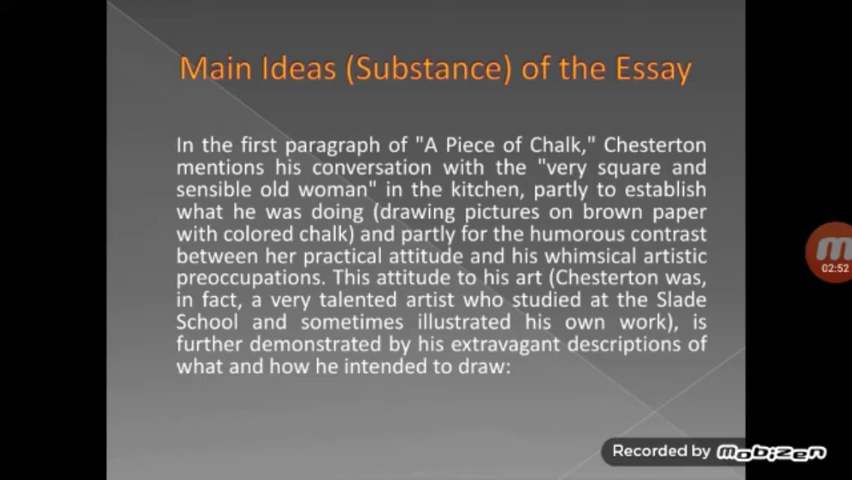 Main Ideas (Substance) of the Essay
In the first paragraph of "A Piece of Chalk," Chesterton
mentions his conversation with the "very square and
sensible old woman" in the kitchen, partly to establish
what he was doing (drawing pictures on brown paper
with colored chalk) and partly for the humorous contrast
between her practical attitude and his whimsical artistic
preoccupations. This attitude to his art (Chesterton was,
in fact, a very talented artist who studied at the Slade
School and sometimes illustrated his own work), is
further demonstrated by his extravagant descriptions of
what and how he intended to draw:
02:52
Recorded by mobizen